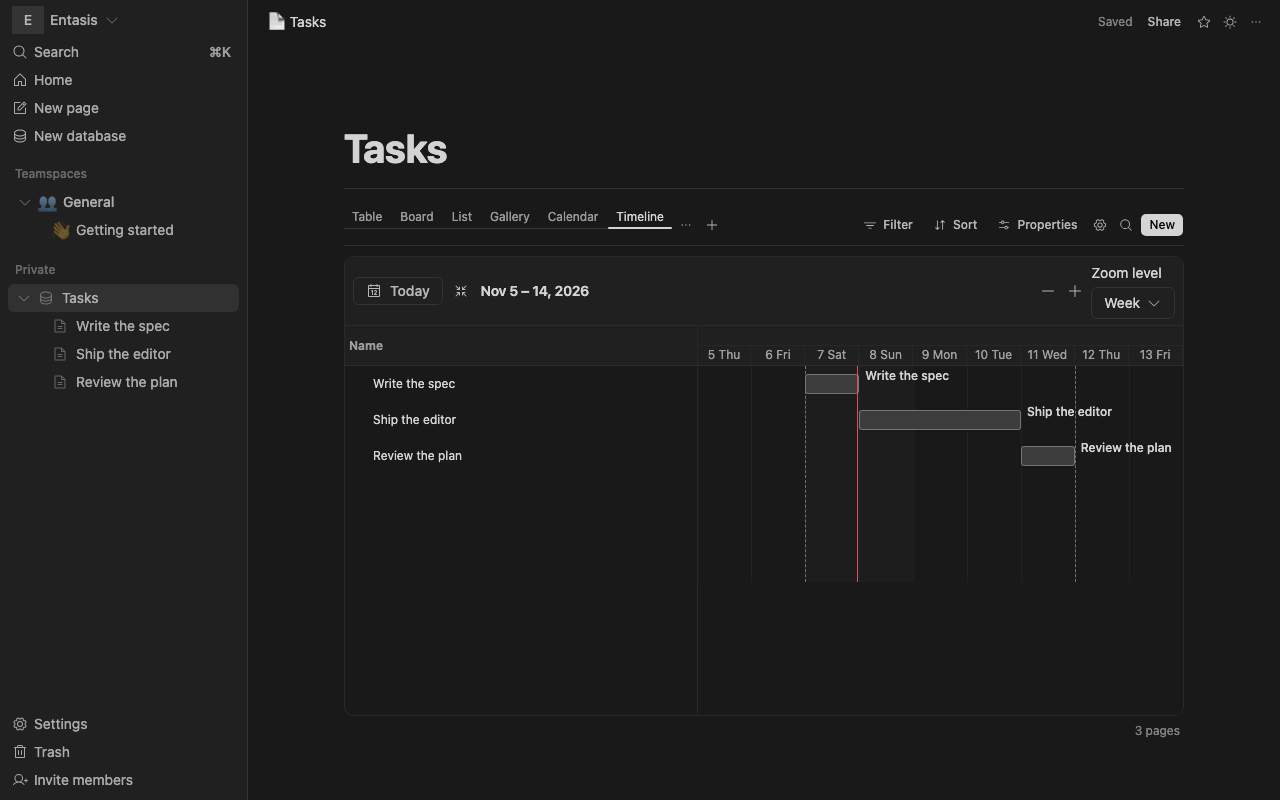 E Entasis
Search ⌘K
Home
New page
New database
Teamspaces
General
Getting started
Private
Tasks
Write the spec
Ship the editor
Review the plan
Settings
Trash
Invite members
Tasks
Saved Share
Tasks
Table Board List Gallery Calendar Timeline
Filter Sort Properties New
12 Today Nov 5 – 14, 2026
Zoom level
Week
Name
5 Thu 6 Fri 7 Sat 8 Sun 9 Mon 10 Tue 11 Wed 12 Thu 13 Fri
Write the spec Write the spec
Ship the editor Ship the editor
Review the plan Review the plan
3 pages